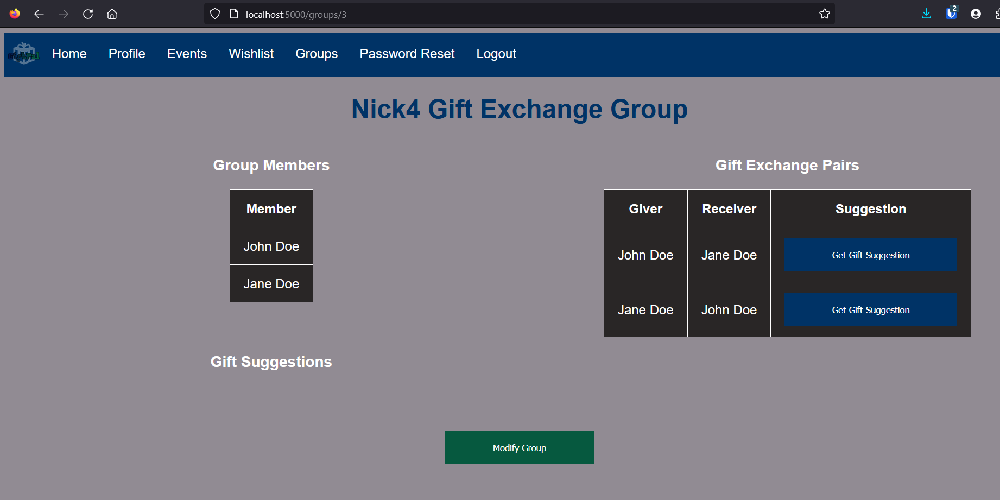 localhost:5000/groups/3
2
Home Profile Events Wishlist Groups Password Reset Logout
Nick4 Gift Exchange Group
Group Members
Member
John Doe
Jane Doe
Gift Exchange Pairs
Giver Receiver Suggestion
John Doe Jane Doe Get Gift Suggestion
Jane Doe John Doe Get Gift Suggestion
Gift Suggestions
Modify Group